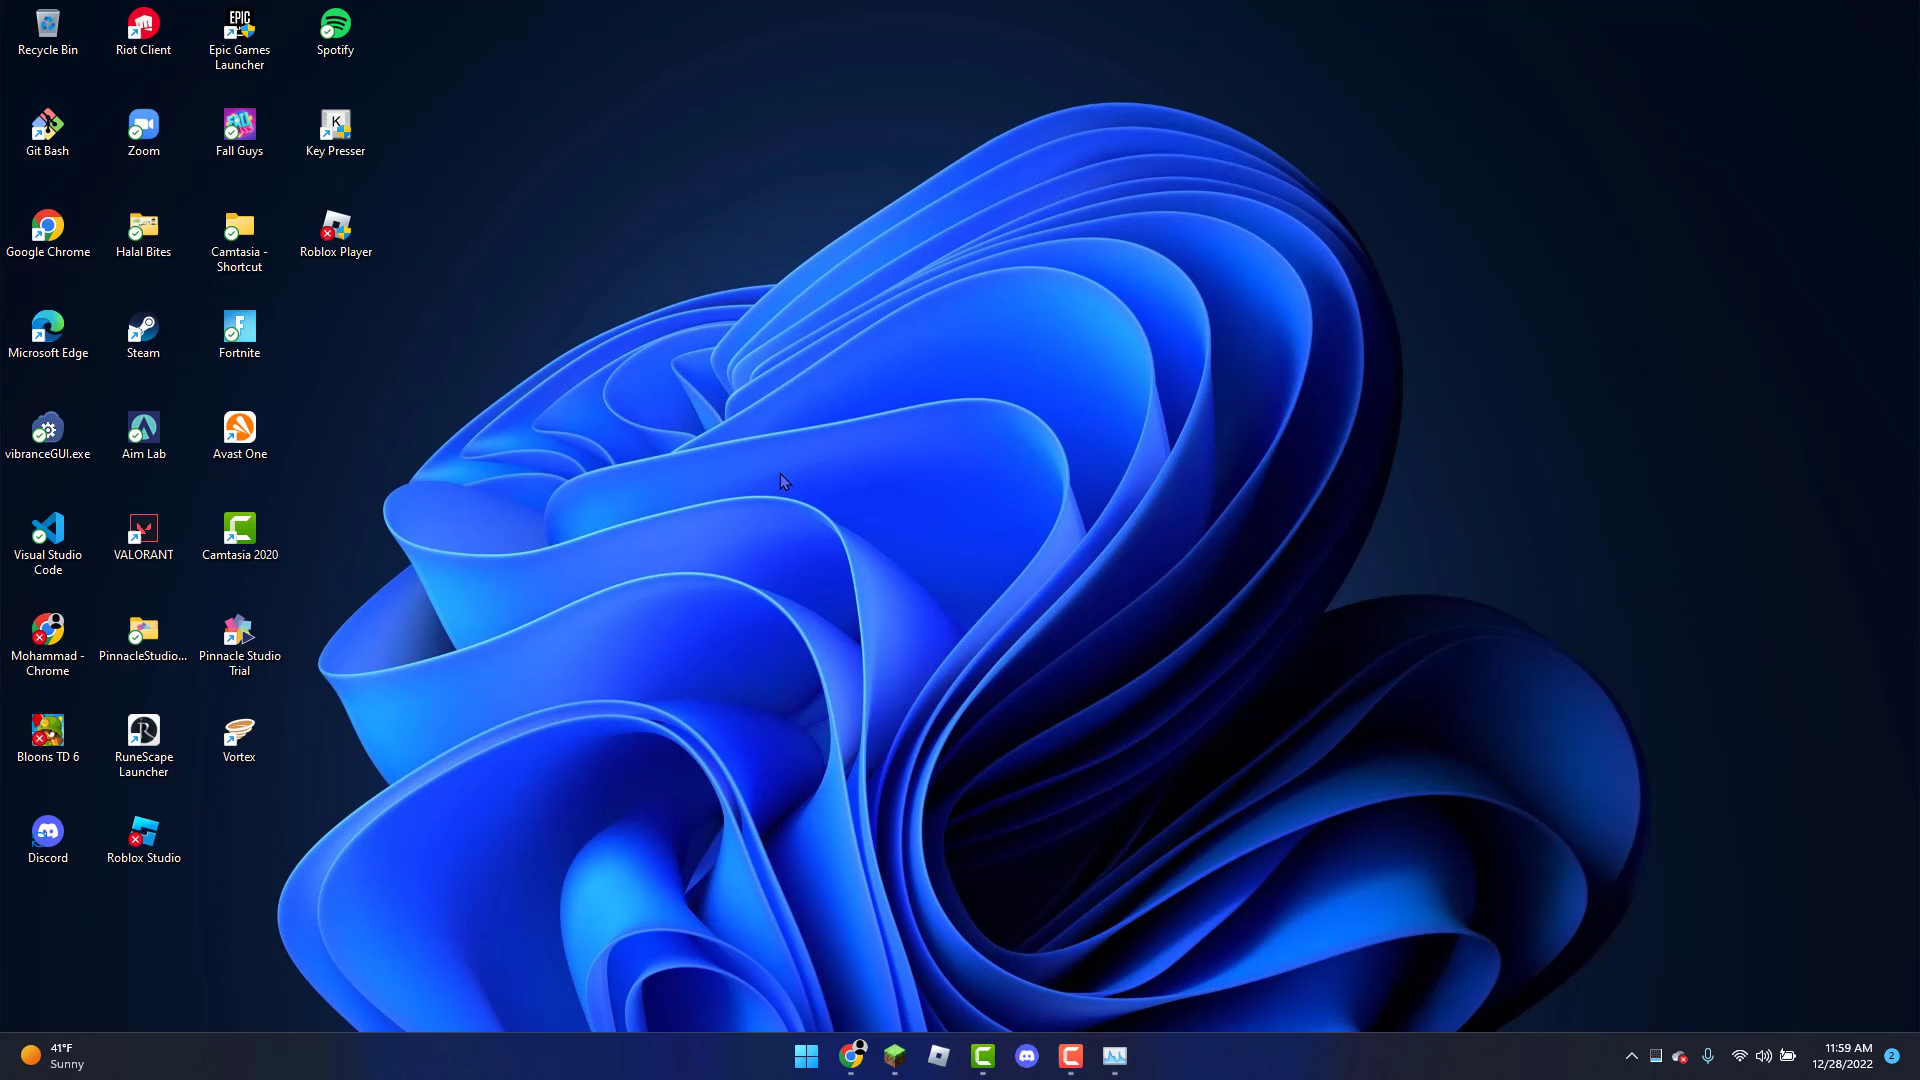 Recycle Bin
Riot Client
EPIC
Epic Games
Launcher
Spotify
Git Bash
Zoom
FALL
Fall Guys
K
Key Presser
Google Chrome
Halal Bites
Camtasia -
Shortcut
Roblox Player
Microsoft Edge
Steam
Fortnite
vibranceGUI.exe
Aim Lab
Avast One
Visual Studio
Code
VALORANT
Camtasia 2020
Mohammad -
Chrome
PinnacleStudio...
Pinnacle Studio
Trial
Bloons TD 6
RuneScape
Launcher
Vortex
Discord
Roblox Studio
41°F
Sunny
11:59 AM
12/28/2022
2